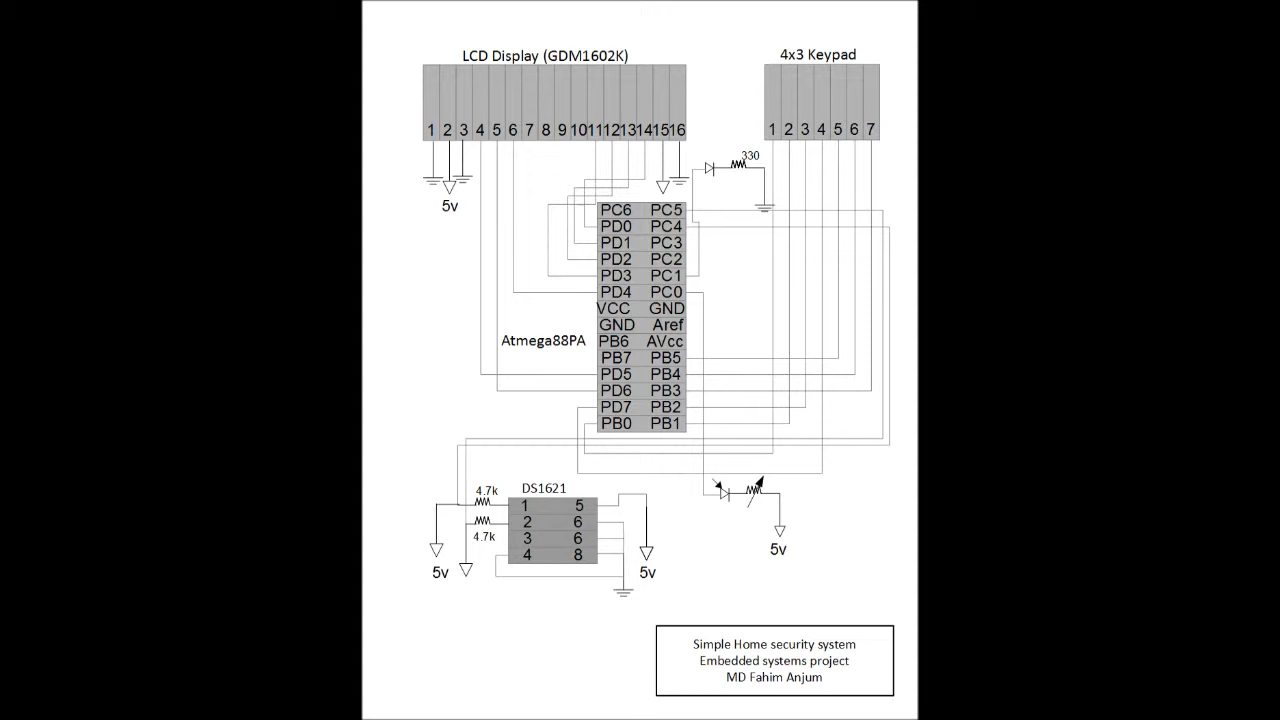 LCD Display (GDM1602K)
4x3 Keypad
1 2 3 4 5 6 7 8 9 10 11 12 13 14 15 16
1 2 3 4 5 6 7
330
5v
PC6 PC5
PD0 PC4
PD1 PC3
PD2 PC2
PD3 PC1
PD4 PC0
VCC GND
GND Aref
Atmega88PA
PB6 AVcc
PB7 PB5
PD5 PB4
PD6 PB3
PD7 PB2
PB0 PB1
4.7k
DS1621
1 5
2 6
4.7k
3 6
4 8
5v
5v
5v
Simple Home security system
Embedded systems project
MD Fahim Anjum